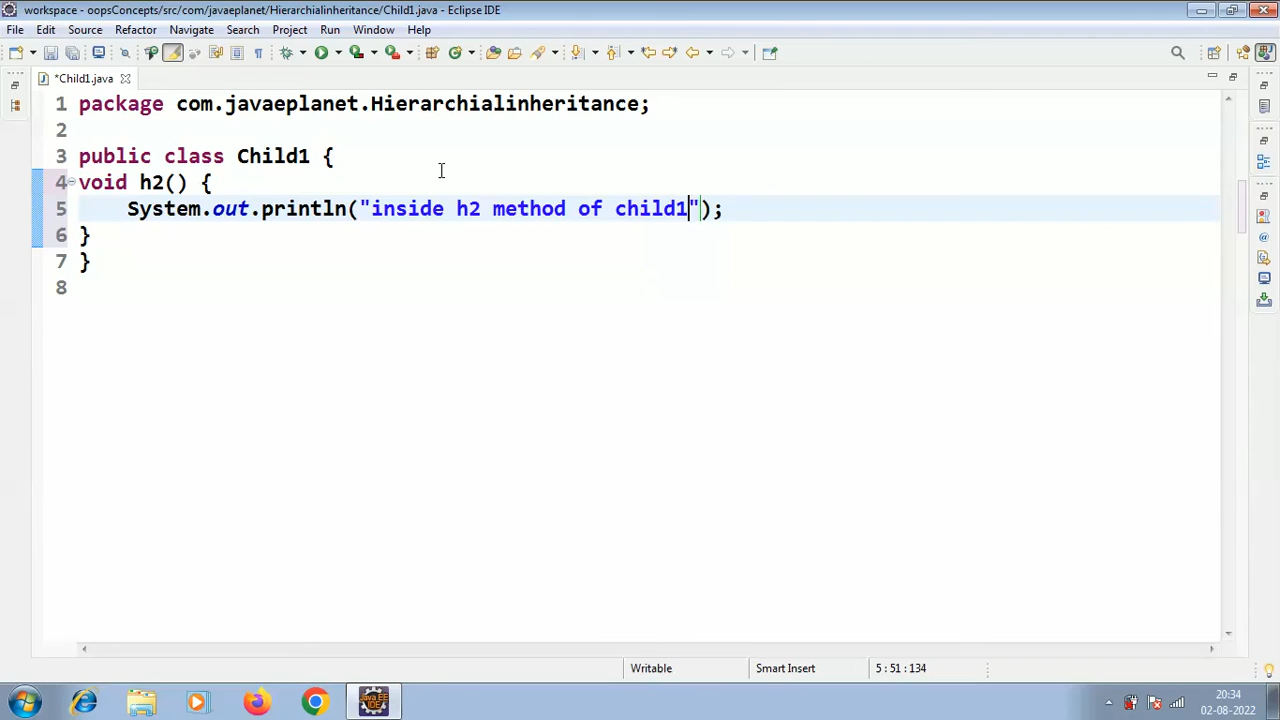 workspace - oopsConcepts/src/com/javaeplanet/Hierarchialinheritance/Child1.java - Eclipse IDE
File Edit Source Refactor Navigate Search Project Run Window Help
*Child1.java
1 package com.javaeplanet.Hierarchialinheritance;
2
3 public class Child1 {
4 void h2() {
5 System.out.println("inside h2 method of child1");
6 }
7 }
8
Writable Smart Insert 5 : 51 : 134
Java EE
IDE
20:34
02-08-2022